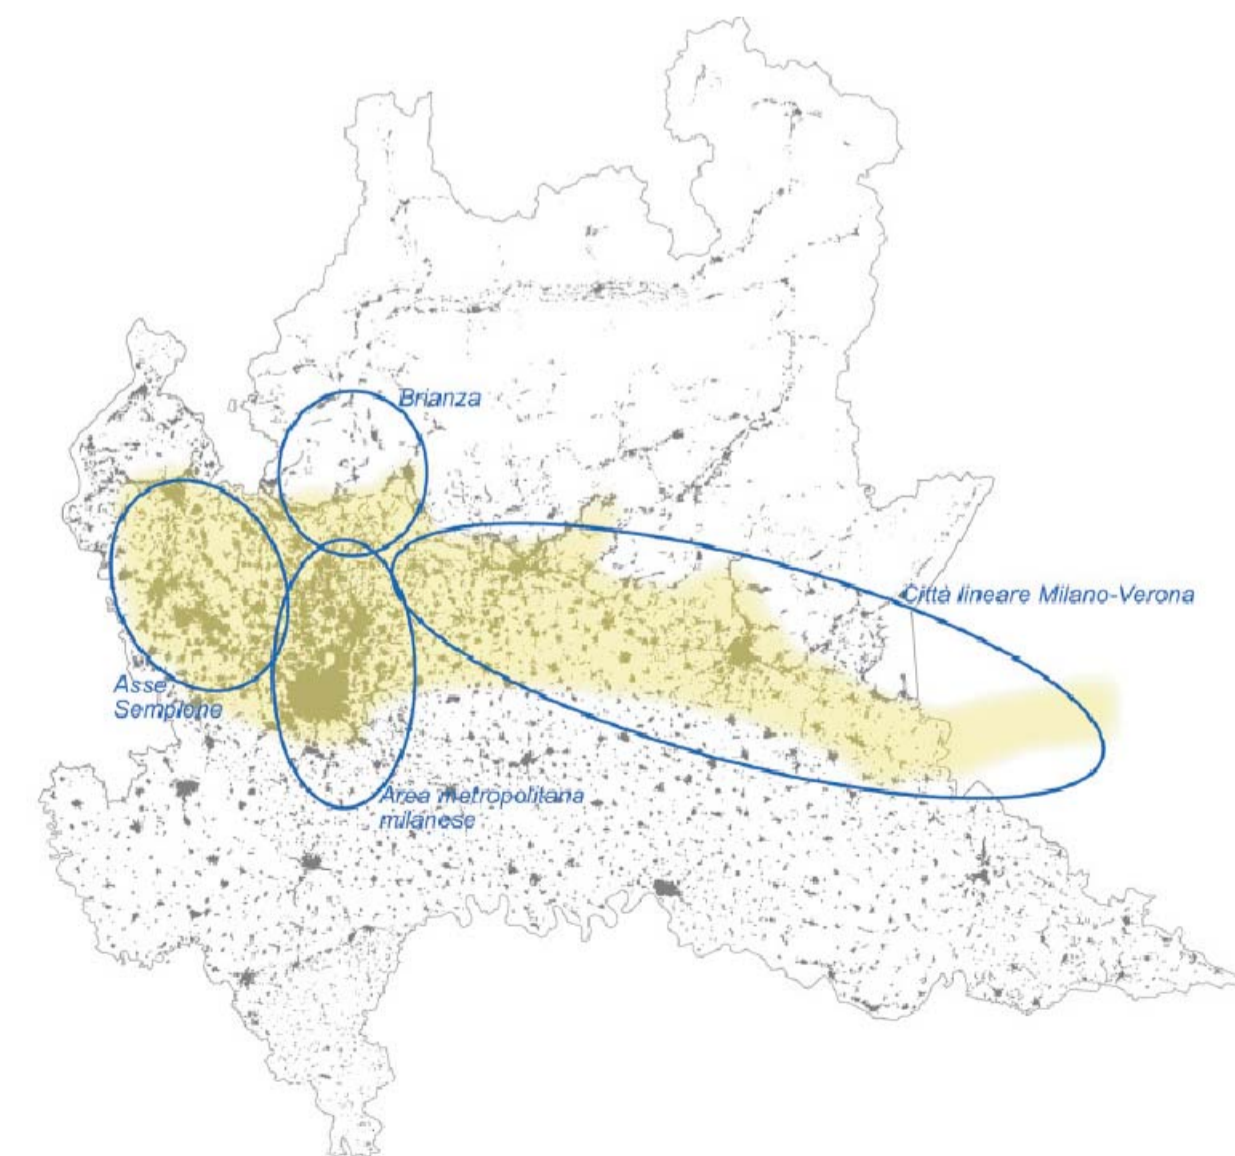 Brianza
Città lineare Milano-Verona
Asse
Sempione
Area metropolitana
milanese